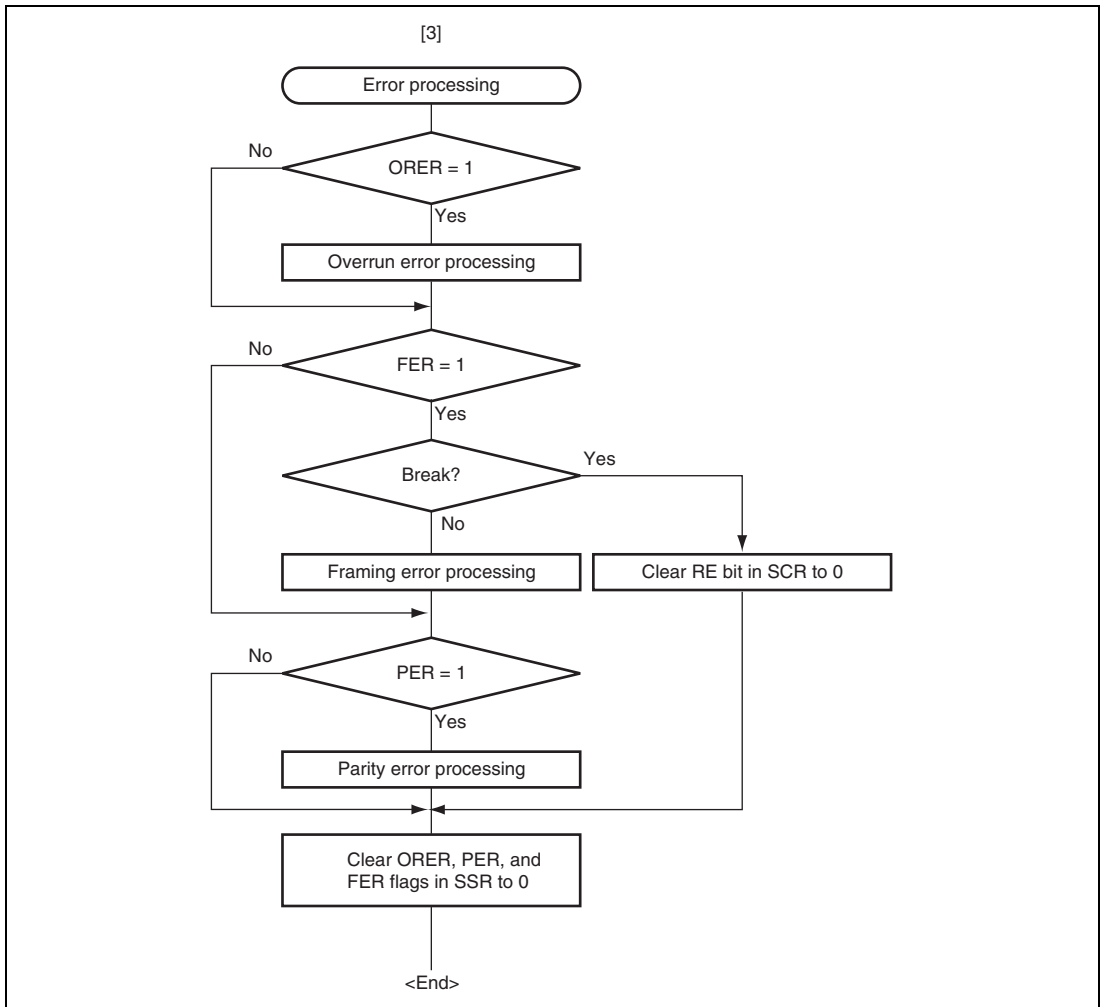 [3]
Error processing
No
ORER = 1
Yes
Overrun error processing
No
FER = 1
Yes
Break?
Yes
No
Framing error processing
Clear RE bit in SCR to 0
No
PER = 1
Yes
Parity error processing
Clear ORER, PER, and
FER flags in SSR to 0
<End>